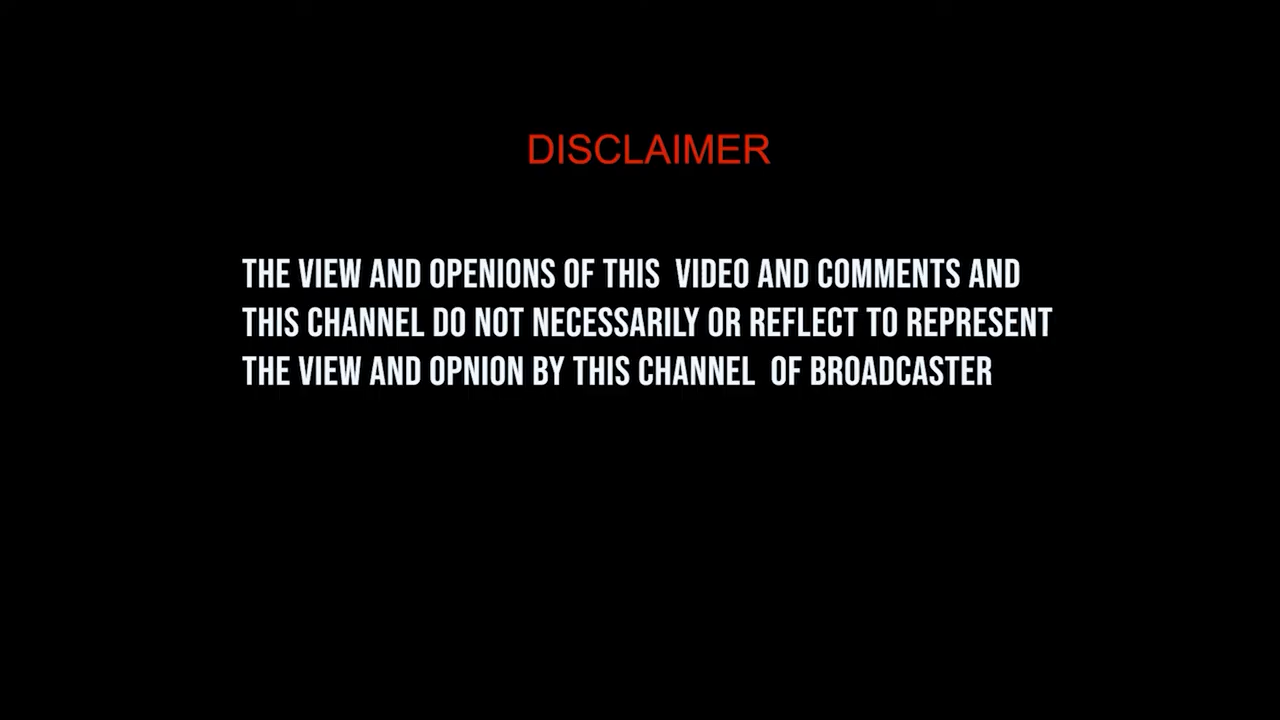 DISCLAIMER
THE VIEW AND OPENIONS OF THIS  VIDEO AND COMMENTS AND
THIS CHANNEL DO NOT NECESSARILY OR REFLECT TO REPRESENT
THE VIEW AND OPNION BY THIS CHANNEL  OF BROADCASTER